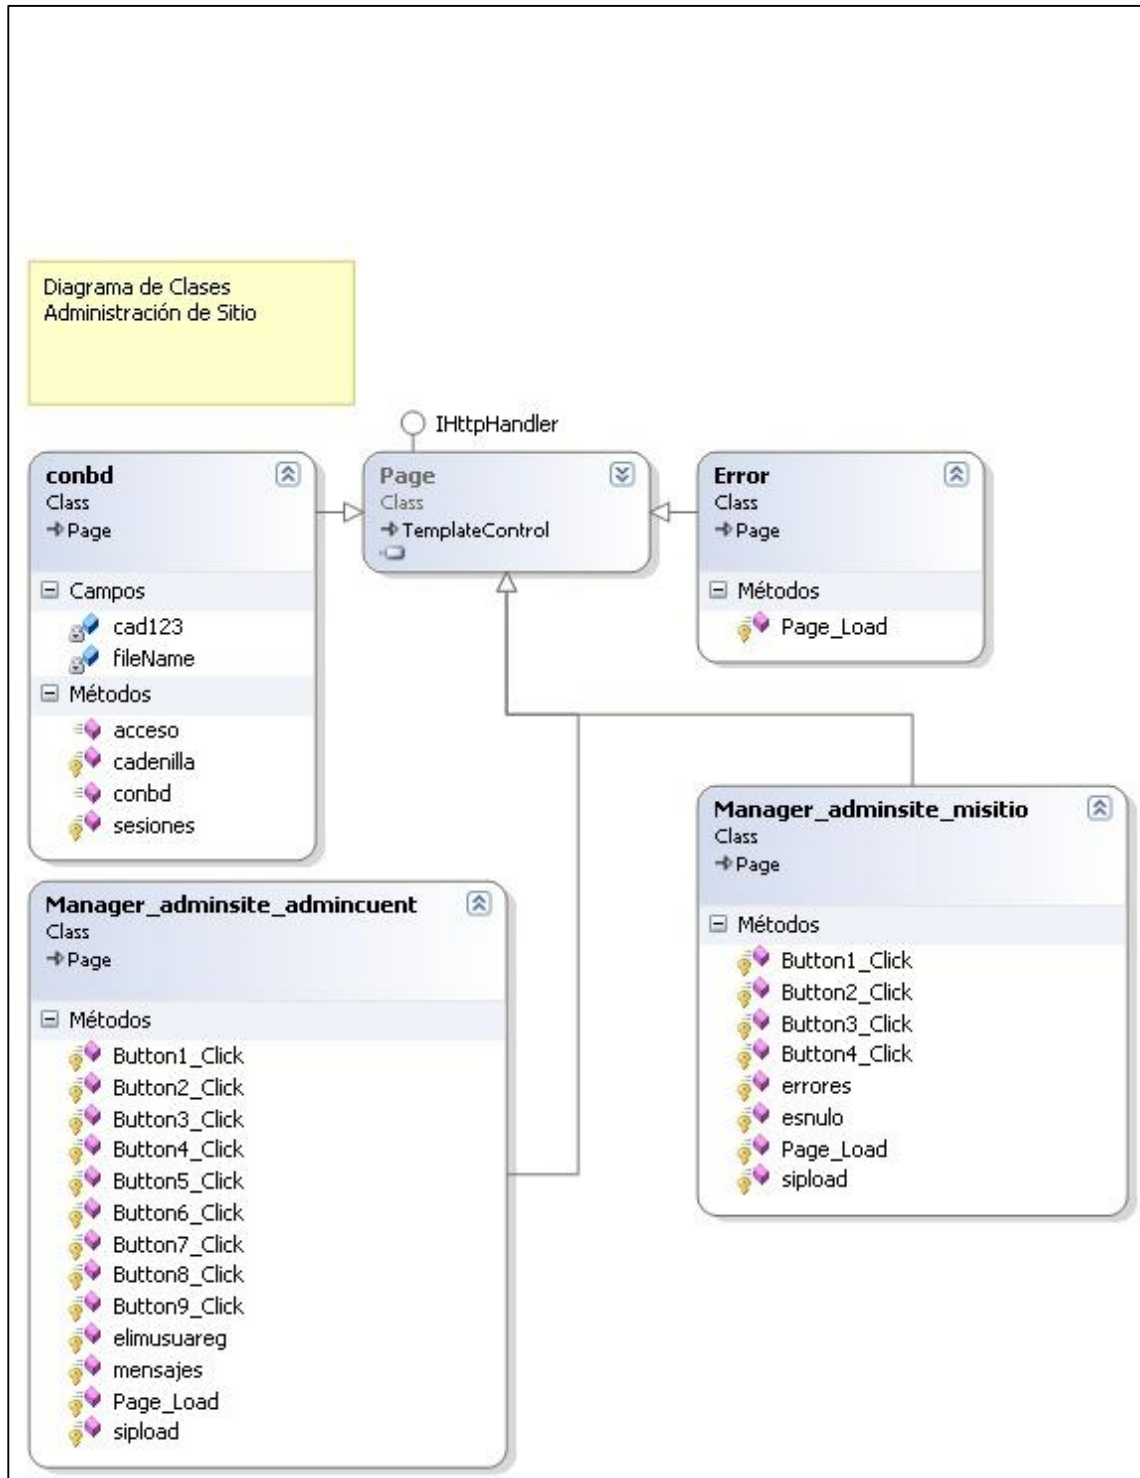 Diagrama de Clases
Administración de Sitio
IHttpHandler
conbd
Class
Page
Campos
cad123
fileName
Métodos
acceso
cadenilla
conbd
sesiones
Page
Class
TemplateControl
Error
Class
Page
Métodos
Page_Load
Manager_adminsite_admincuent
Class
Page
Métodos
Button1_Click
Button2_Click
Button3_Click
Button4_Click
Button5_Click
Button6_Click
Button7_Click
Button8_Click
Button9_Click
elimusuareg
mensajes
Page_Load
sipload
Manager_adminsite_misitio
Class
Page
Métodos
Button1_Click
Button2_Click
Button3_Click
Button4_Click
errores
esnulo
Page_Load
sipload